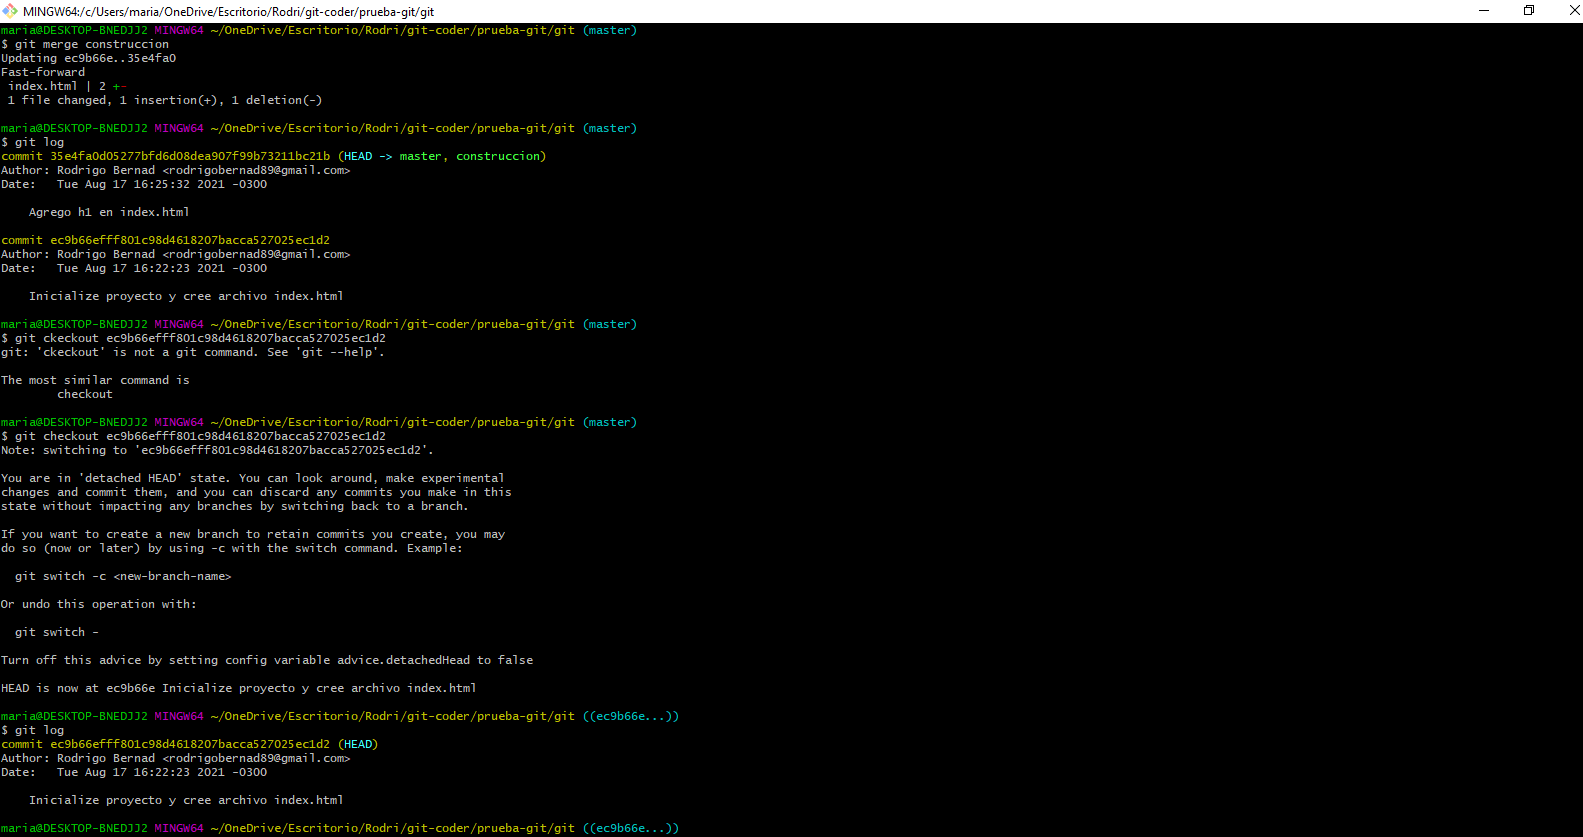 MINGW64:/c/Users/maria/OneDrive/Escritorio/Rodri/git-coder/prueba-git/git
maria@DESKTOP-BNEDJJ2 MINGW64 ~/OneDrive/Escritorio/Rodri/git-coder/prueba-git/git (master)
$ git merge construccion
Updating ec9b66e..35e4fa0
Fast-forward
 index.html | 2 +-
 1 file changed, 1 insertion(+), 1 deletion(-)

maria@DESKTOP-BNEDJJ2 MINGW64 ~/OneDrive/Escritorio/Rodri/git-coder/prueba-git/git (master)
$ git log
commit 35e4fa0d05277bfd6d08dea907f99b73211bc21b (HEAD -> master, construccion)
Author: Rodrigo Bernad <rodrigobernad89@gmail.com>
Date:   Tue Aug 17 16:25:32 2021 -0300

    Agrego h1 en index.html

commit ec9b66efff801c98d4618207bacca527025ec1d2
Author: Rodrigo Bernad <rodrigobernad89@gmail.com>
Date:   Tue Aug 17 16:22:23 2021 -0300

    Inicialize proyecto y cree archivo index.html

maria@DESKTOP-BNEDJJ2 MINGW64 ~/OneDrive/Escritorio/Rodri/git-coder/prueba-git/git (master)
$ git ckeckout ec9b66efff801c98d4618207bacca527025ec1d2
git: 'ckeckout' is not a git command. See 'git --help'.

The most similar command is
        checkout

maria@DESKTOP-BNEDJJ2 MINGW64 ~/OneDrive/Escritorio/Rodri/git-coder/prueba-git/git (master)
$ git checkout ec9b66efff801c98d4618207bacca527025ec1d2
Note: switching to 'ec9b66efff801c98d4618207bacca527025ec1d2'.

You are in 'detached HEAD' state. You can look around, make experimental
changes and commit them, and you can discard any commits you make in this
state without impacting any branches by switching back to a branch.

If you want to create a new branch to retain commits you create, you may
do so (now or later) by using -c with the switch command. Example:

  git switch -c <new-branch-name>

Or undo this operation with:

  git switch -

Turn off this advice by setting config variable advice.detachedHead to false

HEAD is now at ec9b66e Inicialize proyecto y cree archivo index.html

maria@DESKTOP-BNEDJJ2 MINGW64 ~/OneDrive/Escritorio/Rodri/git-coder/prueba-git/git ((ec9b66e...))
$ git log
commit ec9b66efff801c98d4618207bacca527025ec1d2 (HEAD)
Author: Rodrigo Bernad <rodrigobernad89@gmail.com>
Date:   Tue Aug 17 16:22:23 2021 -0300

    Inicialize proyecto y cree archivo index.html

maria@DESKTOP-BNEDJJ2 MINGW64 ~/OneDrive/Escritorio/Rodri/git-coder/prueba-git/git ((ec9b66e...))